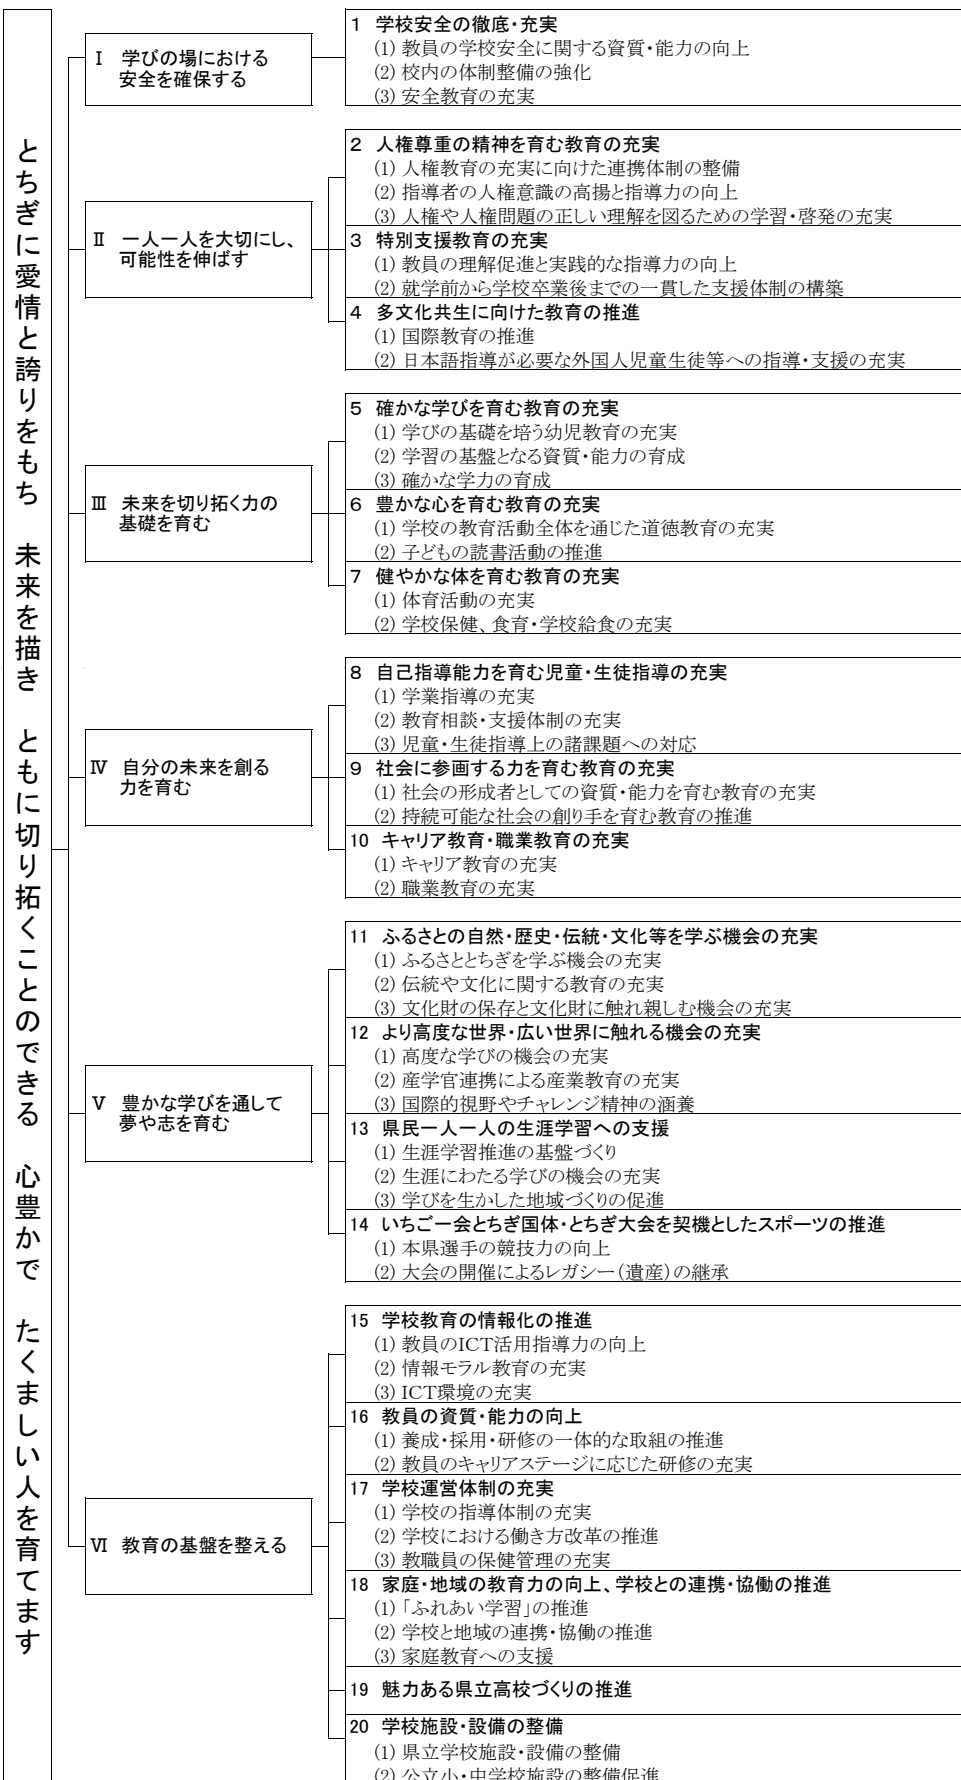 とちぎに愛情と誇りをもち　未来を描き　ともに切り拓くことのできる　心豊かで　たくましい人を育てます
Ⅰ　学びの場における
安全を確保する
1　学校安全の徹底・充実
(1) 教員の学校安全に関する資質・能力の向上
(2) 校内の体制整備の強化
(3) 安全教育の充実
Ⅱ　一人一人を大切にし、
可能性を伸ばす
2　人権尊重の精神を育む教育の充実
(1) 人権教育の充実に向けた連携体制の整備
(2) 指導者の人権意識の高揚と指導力の向上
(3) 人権や人権問題の正しい理解を図るための学習・啓発の充実
3　特別支援教育の充実
(1) 教員の理解促進と実践的な指導力の向上
(2) 就学前から学校卒業後までの一貫した支援体制の構築
4　多文化共生に向けた教育の推進
(1) 国際教育の推進
(2) 日本語指導が必要な外国人児童生徒等への指導・支援の充実
Ⅲ　未来を切り拓く力の
基礎を育む
5　確かな学びを育む教育の充実
(1) 学びの基礎を培う幼児教育の充実
(2) 学習の基盤となる資質・能力の育成
(3) 確かな学力の育成
6　豊かな心を育む教育の充実
(1) 学校の教育活動全体を通じた道徳教育の充実
(2) 子どもの読書活動の推進
7　健やかな体を育む教育の充実
(1) 体育活動の充実
(2) 学校保健、食育・学校給食の充実
Ⅳ　自分の未来を創る
力を育む
8　自己指導能力を育む児童・生徒指導の充実
(1) 学業指導の充実
(2) 教育相談・支援体制の充実
(3) 児童・生徒指導上の諸課題への対応
9　社会に参画する力を育む教育の充実
(1) 社会の形成者としての資質・能力を育む教育の充実
(2) 持続可能な社会の創り手を育む教育の推進
10　キャリア教育・職業教育の充実
(1) キャリア教育の充実
(2) 職業教育の充実
Ⅴ　豊かな学びを通して
夢や志を育む
11　ふるさとの自然・歴史・伝統・文化等を学ぶ機会の充実
(1) ふるさととちぎを学ぶ機会の充実
(2) 伝統や文化に関する教育の充実
(3) 文化財の保存と文化財に触れ親しむ機会の充実
12　より高度な世界・広い世界に触れる機会の充実
(1) 高度な学びの機会の充実
(2) 産学官連携による産業教育の充実
(3) 国際的視野やチャレンジ精神の涵養
13　県民一人一人の生涯学習への支援
(1) 生涯学習推進の基盤づくり
(2) 生涯にわたる学びの機会の充実
(3) 学びを生かした地域づくりの促進
14　いちご一会とちぎ国体・とちぎ大会を契機としたスポーツの推進
(1) 本県選手の競技力の向上
(2) 大会の開催によるレガシー（遺産）の継承
Ⅵ　教育の基盤を整える
15　学校教育の情報化の推進
(1) 教員のICT活用指導力の向上
(2) 情報モラル教育の充実
(3) ICT環境の充実
16　教員の資質・能力の向上
(1) 養成・採用・研修の一体的な取組の推進
(2) 教員のキャリアステージに応じた研修の充実
17　学校運営体制の充実
(1) 学校の指導体制の充実
(2) 学校における働き方改革の推進
(3) 教職員の保健管理の充実
18　家庭・地域の教育力の向上、学校との連携・協働の推進
(1) 「ふれあい学習」の推進
(2) 学校と地域の連携・協働の推進
(3) 家庭教育への支援
19　魅力ある県立高校づくりの推進
20　学校施設・設備の整備
(1) 県立学校施設・設備の整備
(2) 公立小・中学校施設の整備促進